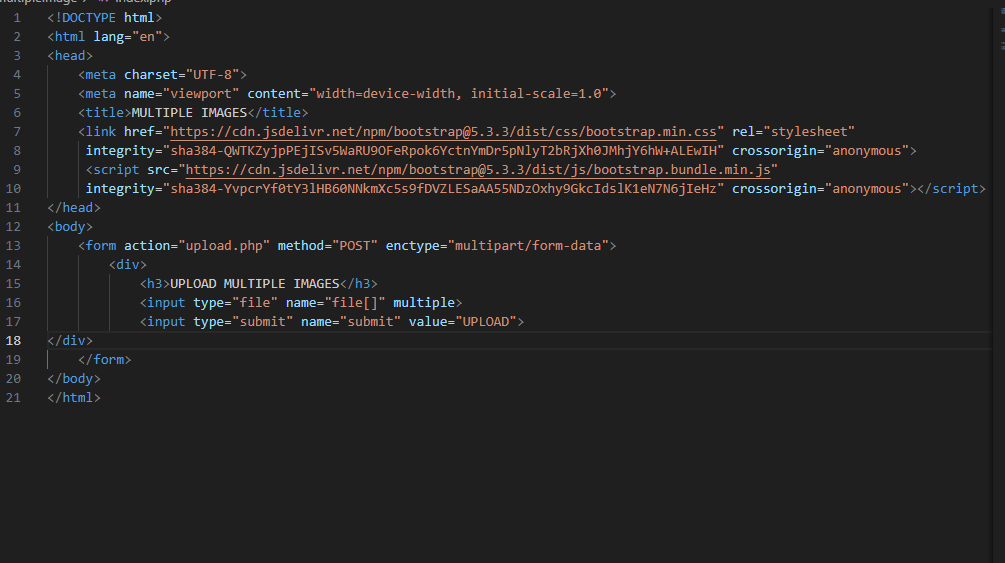 1 <!DOCTYPE html>
2 <html lang="en">
3 <head>
4 <meta charset="UTF-8">
5 <meta name="viewport" content="width=device-width, initial-scale=1.0">
6 <title>MULTIPLE IMAGES</title>
7 <link href="https://cdn.jsdelivr.net/npm/bootstrap@5.3.3/dist/css/bootstrap.min.css" rel="stylesheet"
8 integrity="sha384-QWTKZyjpPEjISv5WaRU9OFeRpok6YctnYmDr5pNlyT2bRjXh0JMhjY6hW+ALEwIH" crossorigin="anonymous">
9 <script src="https://cdn.jsdelivr.net/npm/bootstrap@5.3.3/dist/js/bootstrap.bundle.min.js"
10 integrity="sha384-YvpcrYf0tY3lHB60NNkmXc5s9fDVZLESaAA55NDzOxhy9GkcIdslK1eN7N6jIeHz" crossorigin="anonymous"></script>
11 </head>
12 <body>
13 <form action="upload.php" method="POST" enctype="multipart/form-data">
14 <div>
15 <h3>UPLOAD MULTIPLE IMAGES</h3>
16 <input type="file" name="file[]" multiple>
17 <input type="submit" name="submit" value="UPLOAD">
18 </div>
19 </form>
20 </body>
21 </html>